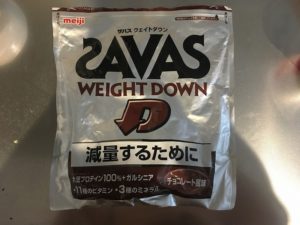 meiji
ザバス ウェイトダウン
SAVAS
WEIGHT DOWN
減量するために
大豆プロテイン100%+ガルシニア
チョコレート風味
・11種のビタミン ・3種のミネラル